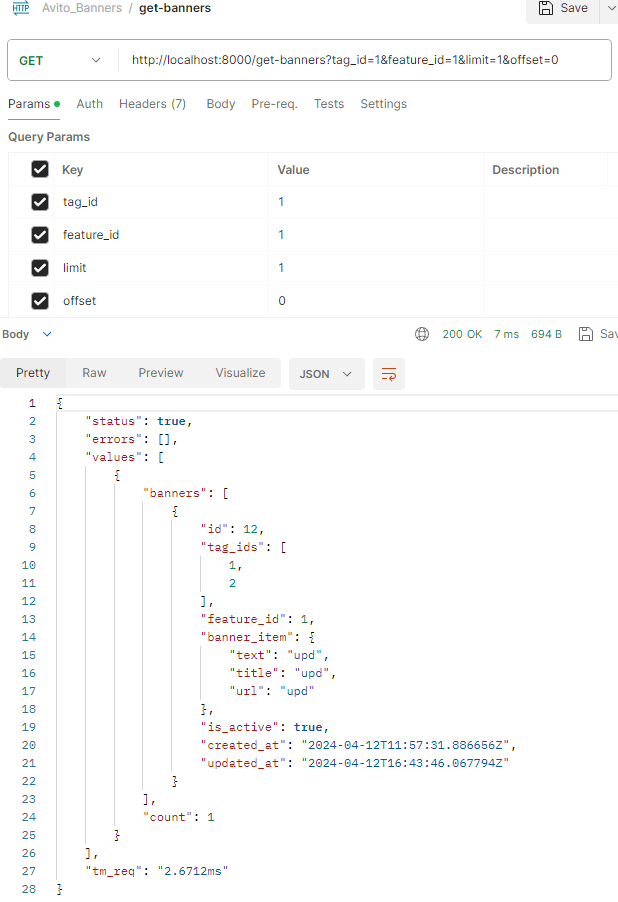 HTTP Avito_Banners / get-banners Save
GET http://localhost:8000/get-banners?tag_id=1&feature_id=1&limit=1&offset=0
Params Auth Headers (7) Body Pre-req. Tests Settings
Query Params
Key Value Description
tag_id 1
feature_id 1
limit 1
offset 0
Body 200 OK 7 ms 694 B Sav
Pretty Raw Preview Visualize JSON
1 {
2 "status": true,
3 "errors": [],
4 "values": [
5 {
6 "banners": [
7 {
8 "id": 12,
9 "tag_ids": [
10 1,
11 2
12 ],
13 "feature_id": 1,
14 "banner_item": {
15 "text": "upd",
16 "title": "upd",
17 "url": "upd"
18 },
19 "is_active": true,
20 "created_at": "2024-04-12T11:57:31.886656Z",
21 "updated_at": "2024-04-12T16:43:46.067794Z"
22 }
23 ],
24 "count": 1
25 }
26 ],
27 "tm_req": "2.6712ms"
28 }